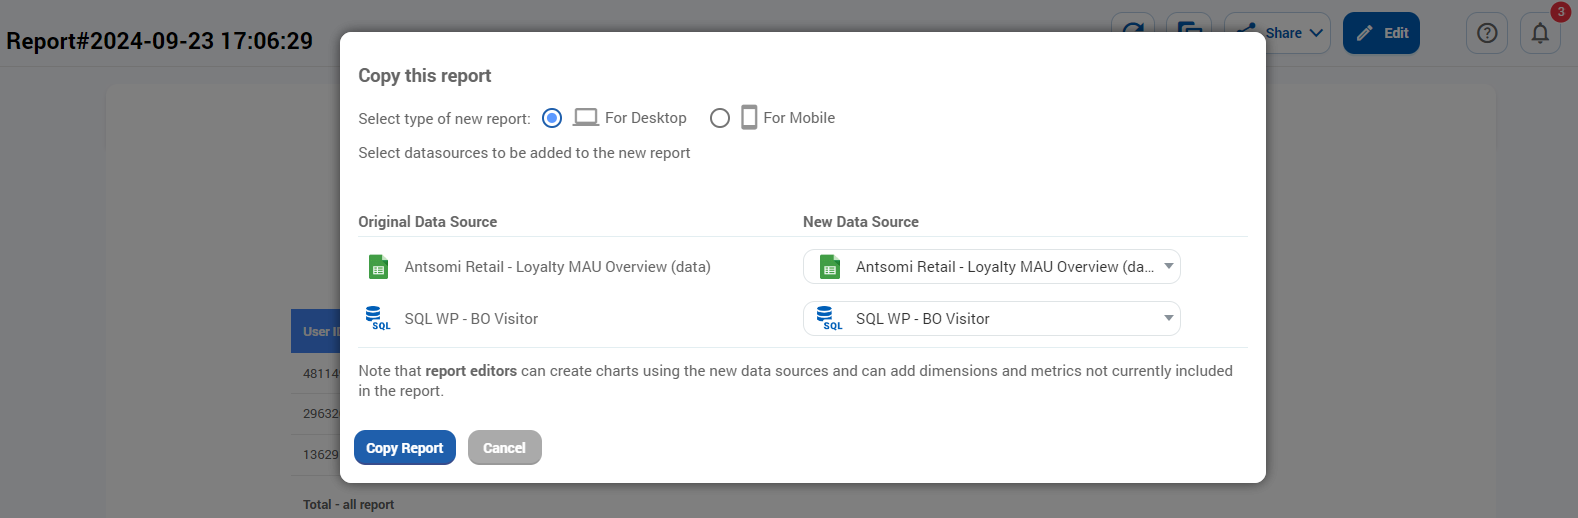 Report#2024-09-23 17:06:29
Share
Edit
3
Copy this report
Select type of new report:
For Desktop
For Mobile
Select datasources to be added to the new report
Original Data Source
New Data Source
Antsomi Retail - Loyalty MAU Overview (data)
Antsomi Retail - Loyalty MAU Overview (da...
SQL
SQL WP - BO Visitor
SQL
SQL WP - BO Visitor
Note that report editors can create charts using the new data sources and can add dimensions and metrics not currently included
in the report.
Copy Report
Cancel
User
Total - all report